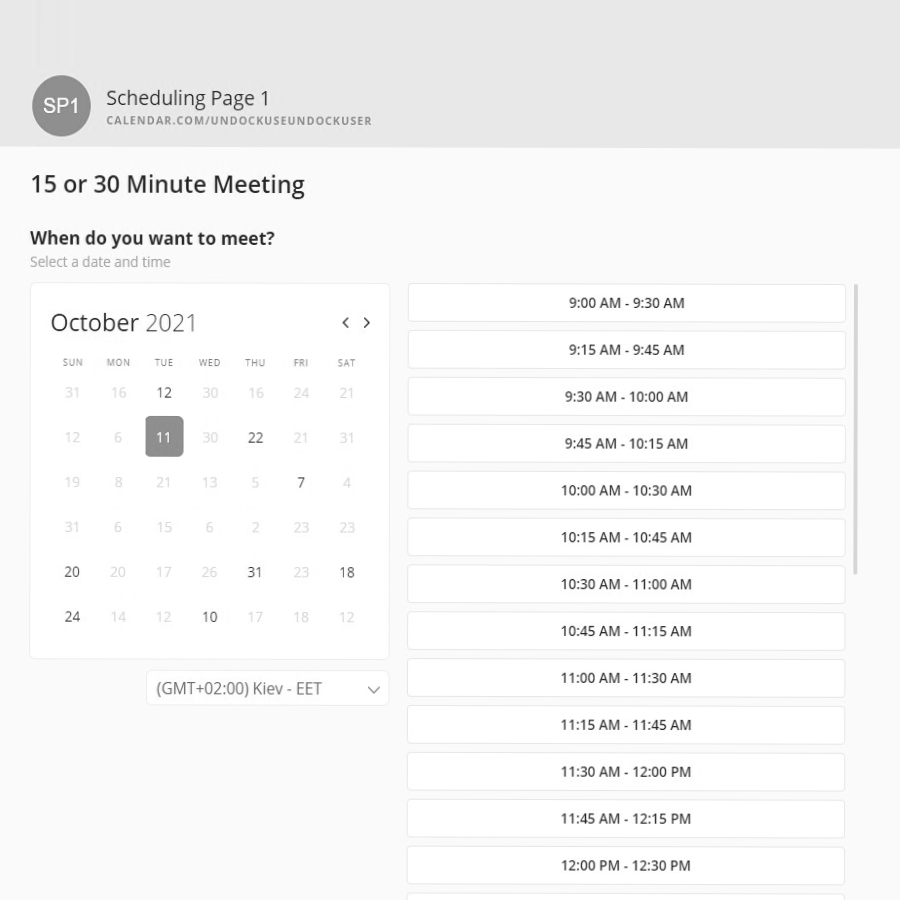 SP1
Scheduling Page 1
CALENDAR.COM/UNDOCKUSEUNDOCKUSER
15 or 30 Minute Meeting
When do you want to meet?
Select a date and time
October 2021
SUN MON TUE WED THU FRI SAT
31 16 12 30 16 24 21
12 6 11 30 22 21 31
19 8 21 13 5 7 4
31 6 15 6 2 23 23
20 20 17 26 31 23 18
24 14 12 10 17 18 12
(GMT+02:00) Kiev - EET
9:00 AM - 9:30 AM
9:15 AM - 9:45 AM
9:30 AM - 10:00 AM
9:45 AM - 10:15 AM
10:00 AM - 10:30 AM
10:15 AM - 10:45 AM
10:30 AM - 11:00 AM
10:45 AM - 11:15 AM
11:00 AM - 11:30 AM
11:15 AM - 11:45 AM
11:30 AM - 12:00 PM
11:45 AM - 12:15 PM
12:00 PM - 12:30 PM